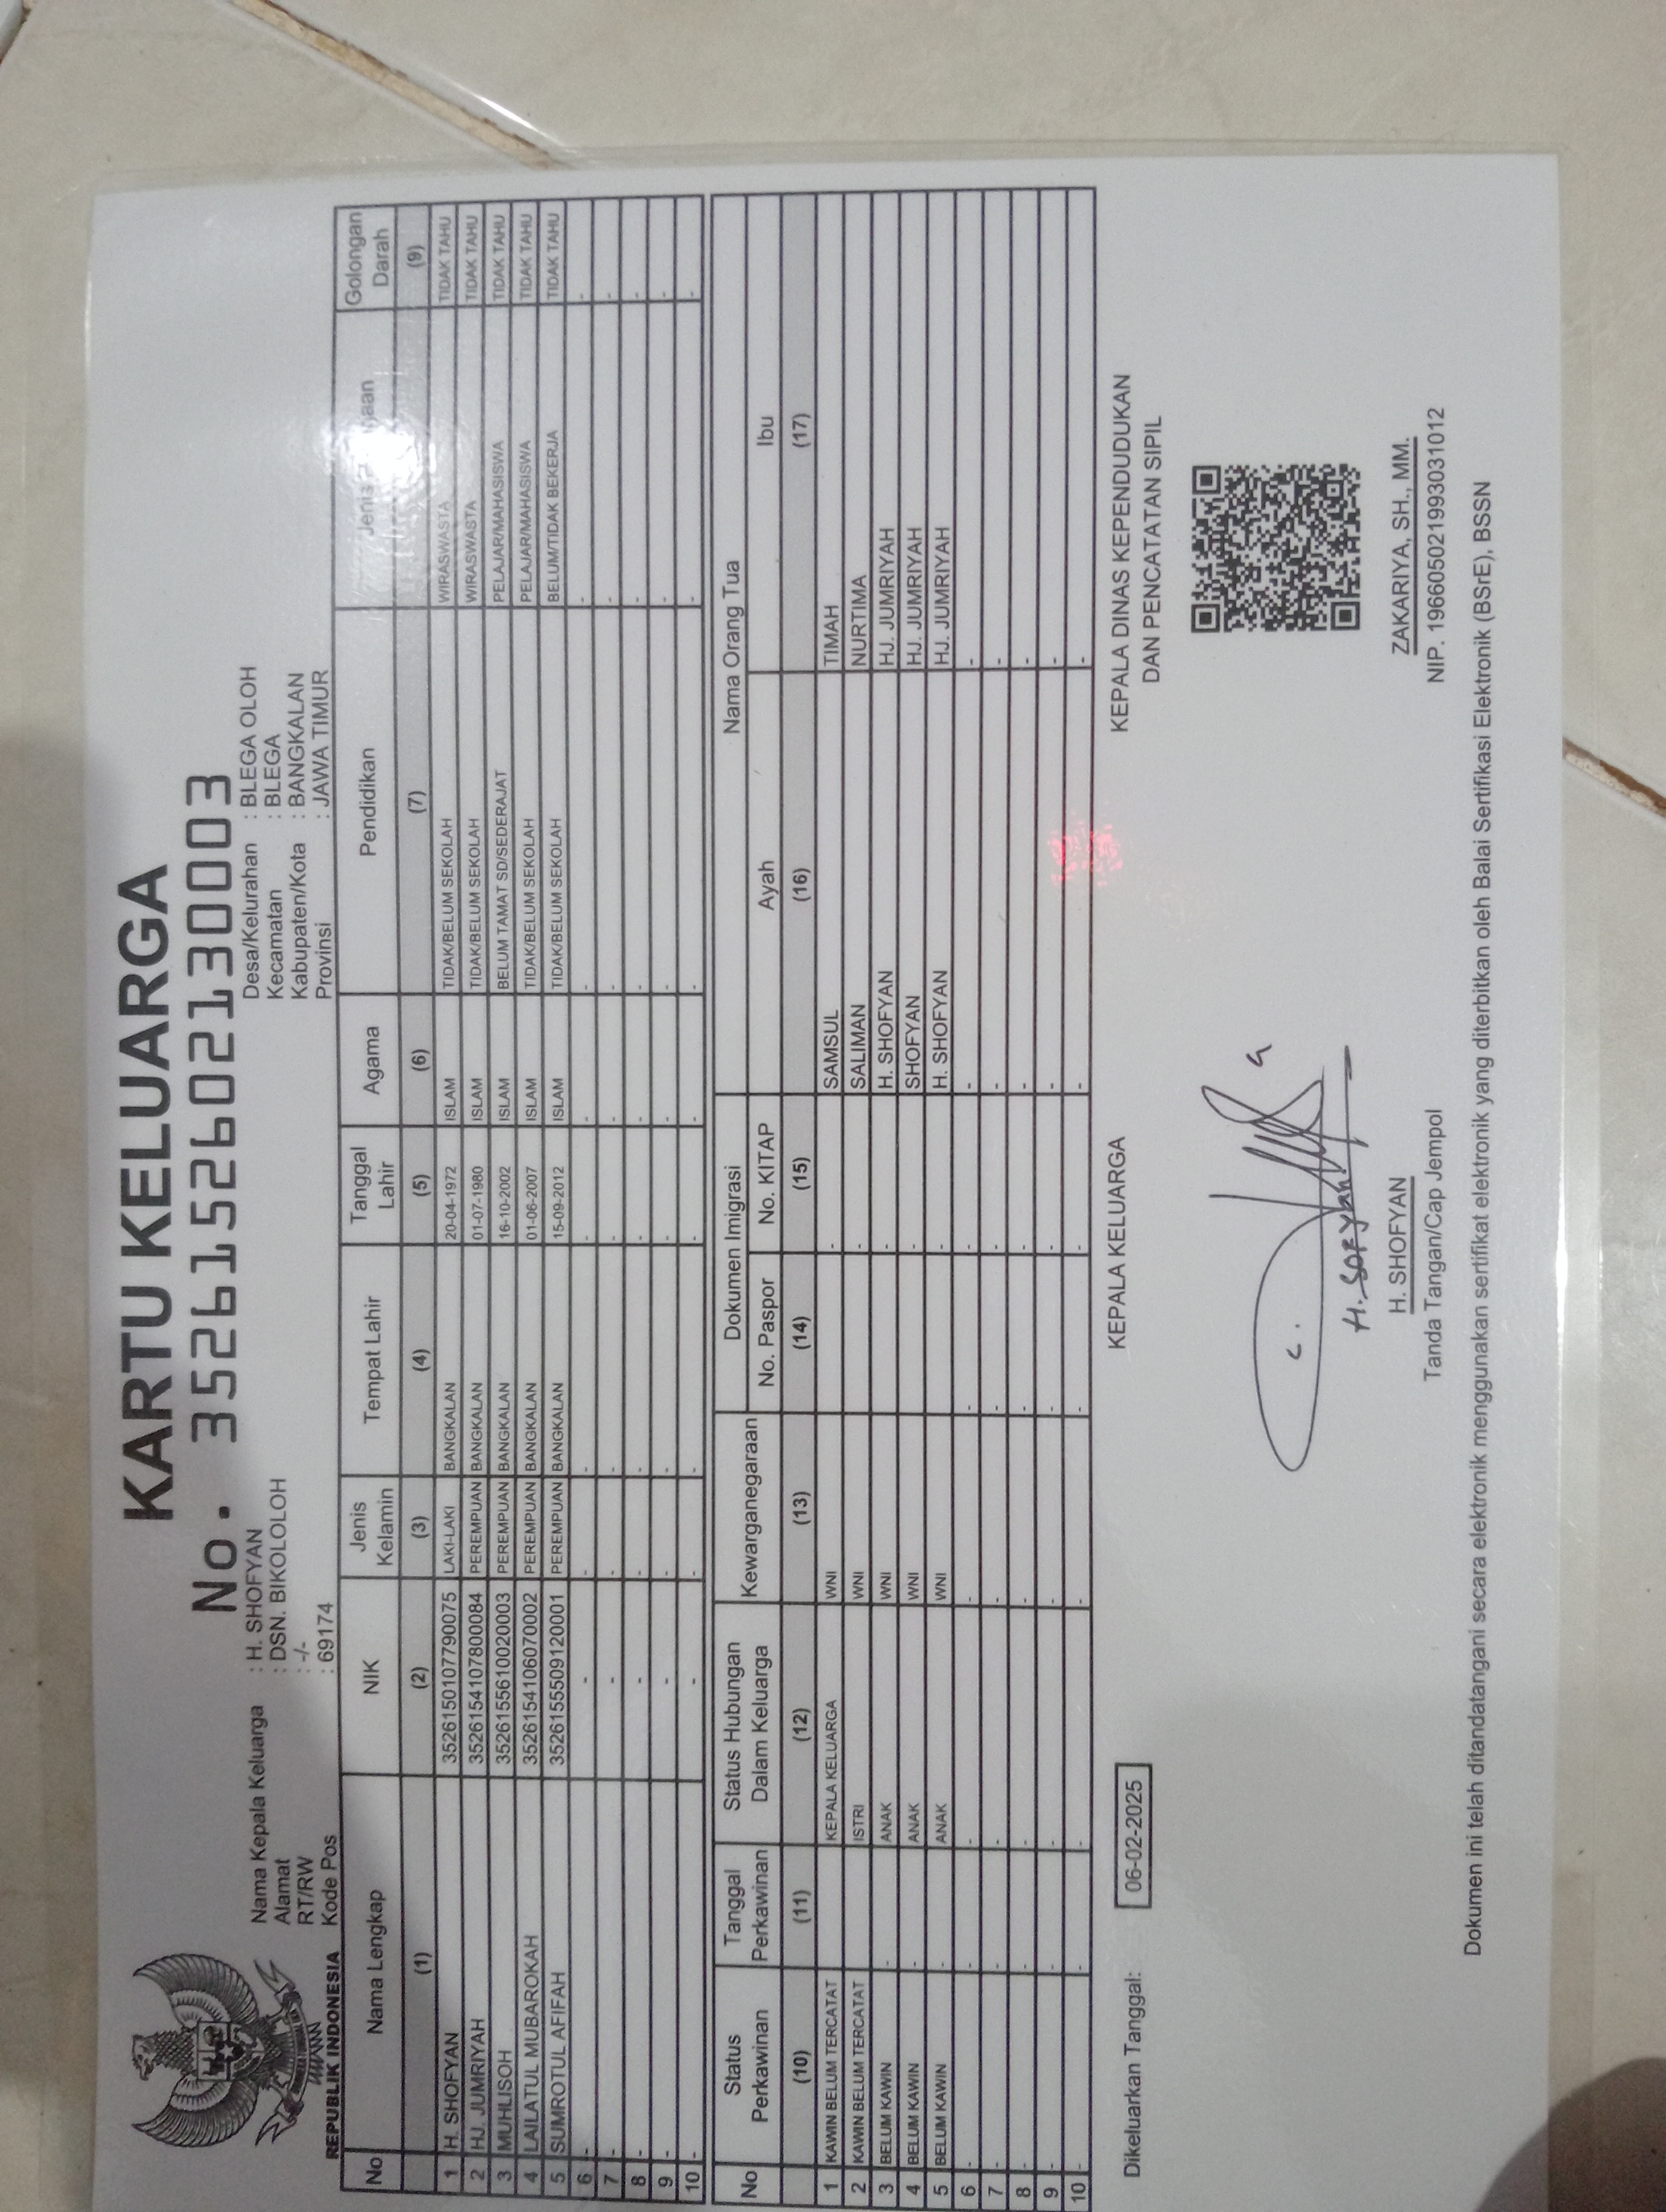 KARTU KELUARGA
No. 3526152602130003
REPUBLIK INDONESIA
Nama Kepala Keluarga : H. SHOFYAN
Alamat : DSN. BIKOLOLOH
RT/RW : -/-
Kode Pos : 69174
Desa/Kelurahan : BLEGA OLOH
Kecamatan : BLEGA
Kabupaten/Kota : BANGKALAN
Provinsi : JAWA TIMUR
No Nama Lengkap NIK Jenis Kelamin Tempat Lahir Tanggal Lahir Agama Pendidikan Jenis Golongan Darah
(1) (2) (3) (4) (5) (6) (7) (9)
1 H. SHOFYAN 3526150107790075 LAKI-LAKI BANGKALAN 20-04-1972 ISLAM TIDAK/BELUM SEKOLAH WIRASWASTA TIDAK TAHU
2 HJ. JUMRIYAH 3526154107800084 PEREMPUAN BANGKALAN 01-07-1980 ISLAM TIDAK/BELUM SEKOLAH WIRASWASTA TIDAK TAHU
3 MUHLISOH 3526155610020003 PEREMPUAN BANGKALAN 16-10-2002 ISLAM BELUM TAMAT SD/SEDERAJAT PELAJAR/MAHASISWA TIDAK TAHU
4 LAILATUL MUBAROKAH 3526154106070002 PEREMPUAN BANGKALAN 01-06-2007 ISLAM TIDAK/BELUM SEKOLAH PELAJAR/MAHASISWA TIDAK TAHU
5 SUMROTUL AFIFAH 3526155509120001 PEREMPUAN BANGKALAN 15-09-2012 ISLAM TIDAK/BELUM SEKOLAH BELUM/TIDAK BEKERJA TIDAK TAHU
6 - - - - - - - - -
7 - - - - - - - - -
8 - - - - - - - - -
9 - - - - - - - - -
10 - - - - - - - - -
No Status Perkawinan Tanggal Perkawinan Status Hubungan Dalam Keluarga Kewarganegaraan Dokumen Imigrasi Nama Orang Tua
No. Paspor No. KITAP Ayah Ibu
(10) (11) (12) (13) (14) (15) (16) (17)
1 KAWIN BELUM TERCATAT KEPALA KELUARGA WNI - SAMSUL TIMAH
2 KAWIN BELUM TERCATAT ISTRI WNI - SALIMAN NURTIMA
3 BELUM KAWIN - ANAK WNI - H. SHOFYAN HJ. JUMRIYAH
4 BELUM KAWIN - ANAK WNI - SHOFYAN HJ. JUMRIYAH
5 BELUM KAWIN - ANAK WNI - H. SHOFYAN HJ. JUMRIYAH
6 - - - - - - - -
7 - - - - - - - -
8 - - - - - - - -
9 - - - - - - - -
10 - - - - - - - -
Dikeluarkan Tanggal: 06-02-2025
KEPALA KELUARGA
H. Sofyan
H. SHOFYAN
Tanda Tangan/Cap Jempol
KEPALA DINAS KEPENDUDUKAN
DAN PENCATATAN SIPIL
ZAKARIYA, SH., MM.
NIP. 196605021993031012
Dokumen ini telah ditandatangani secara elektronik menggunakan sertifikat elektronik yang diterbitkan oleh Balai Sertifikasi Elektronik (BSrE), BSSN